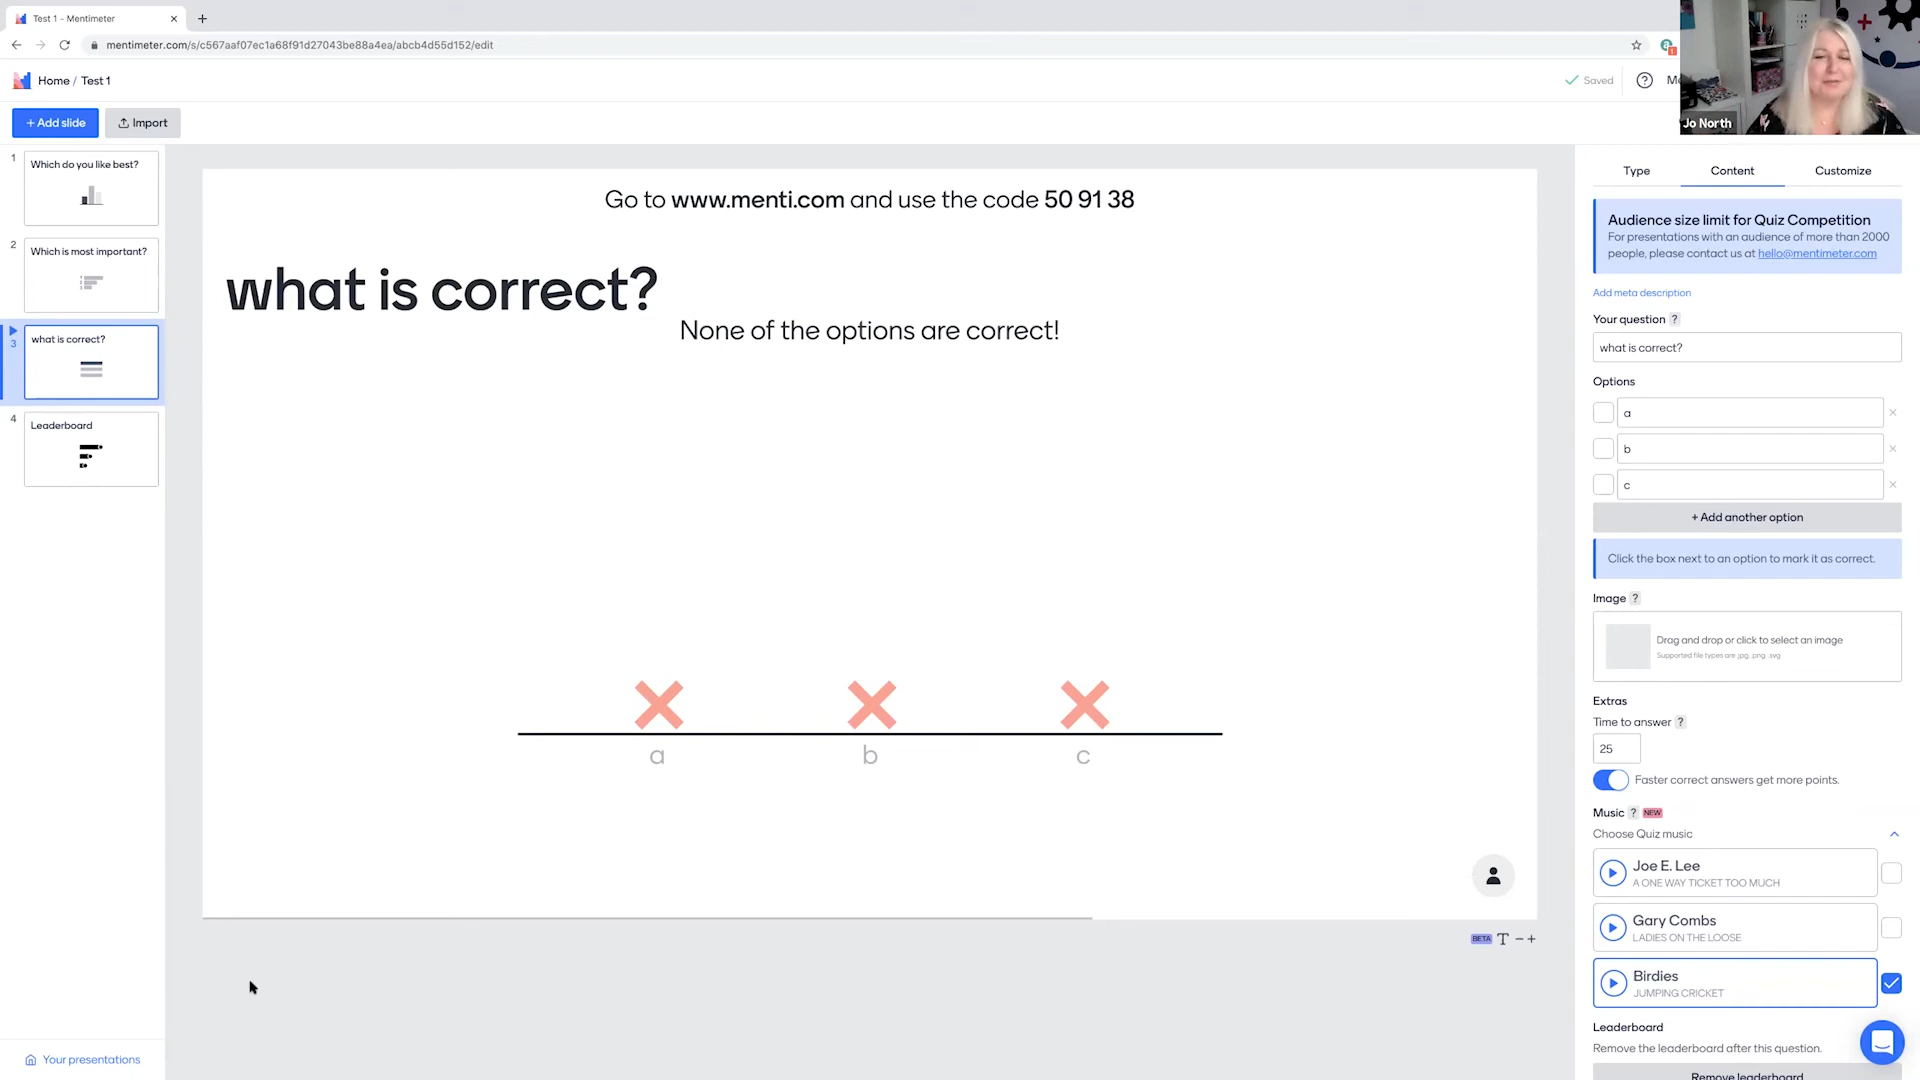 Test 1 - Mentimeter
mentimeter.com/s/c567aaf07ec1a68f91d27043be88a4ea/abcb4d55d152/edit
Home / Test 1
Saved
Jo North
+ Add slide
Import
1
Which do you like best?
2
Which is most important?
3
what is correct?
4
Leaderboard
Your presentations
Go to www.menti.com and use the code 50 91 38
what is correct?
None of the options are correct!
a b c
BETA T − +
Type Content Customize
Audience size limit for Quiz Competition
For presentations with an audience of more than 2000
people, please contact us at hello@mentimeter.com
Add meta description
Your question ?
what is correct?
Options
a
b
c
+ Add another option
Click the box next to an option to mark it as correct.
Image ?
Drag and drop or click to select an image
Supported file types are .jpg, .png, .svg
Extras
Time to answer ?
25
Faster correct answers get more points.
Music ? NEW
Choose Quiz music
Joe E. Lee
A ONE WAY TICKET TOO MUCH
Gary Combs
LADIES ON THE LOOSE
Birdies
JUMPING CRICKET
Leaderboard
Remove the leaderboard after this question.
Remove leaderboard